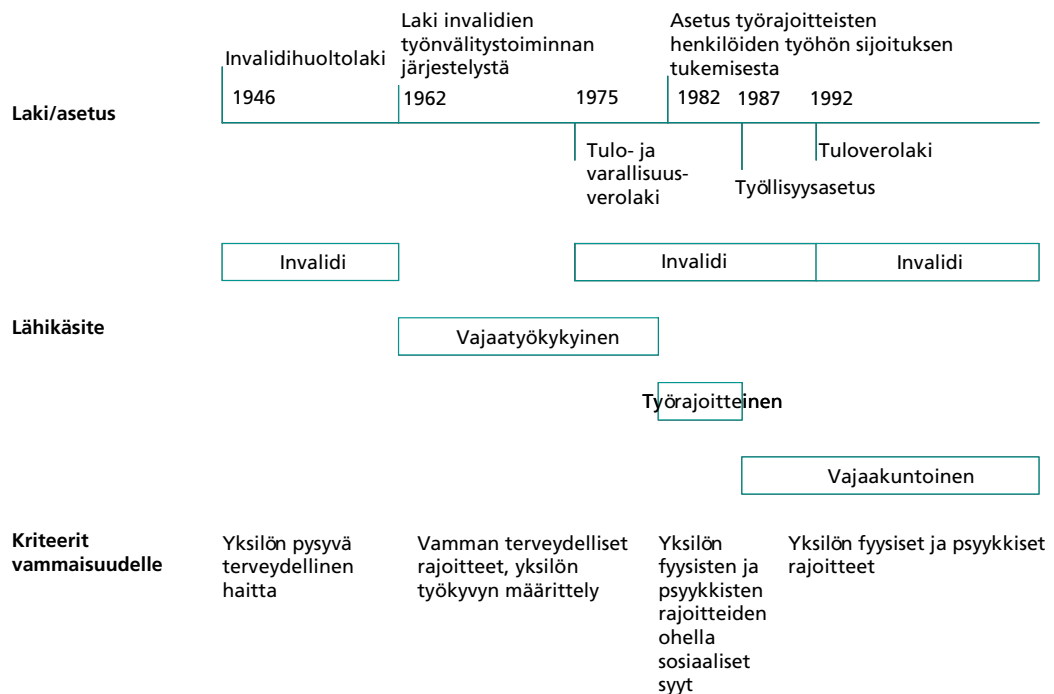 Invalidihuoltolaki
Laki invalidien
työnvälitystoiminnan
järjestelystä
Asetus työrajoitteisten
henkilöiden työhön sijoituksen
tukemisesta
Laki/asetus
1946
1962
1975
1982
1987
1992
Tulo- ja
varallisuus-
verolaki
Työllisyysasetus
Tuloverolaki
Invalidi
Invalidi
Invalidi
Lähikäsite
Vajaatyökykyinen
Työrajoitteinen
Vajaakuntoinen
Kriteerit
vammaisuudelle
Yksilön pysyvä
terveydellinen
haitta
Vamman terveydelliset
rajoitteet, yksilön
työkyvyn määrittely
Yksilön
fyysisten ja
psyykkisten
rajoitteiden
ohella
sosiaaliset
syyt
Yksilön fyysiset ja psyykkiset
rajoitteet